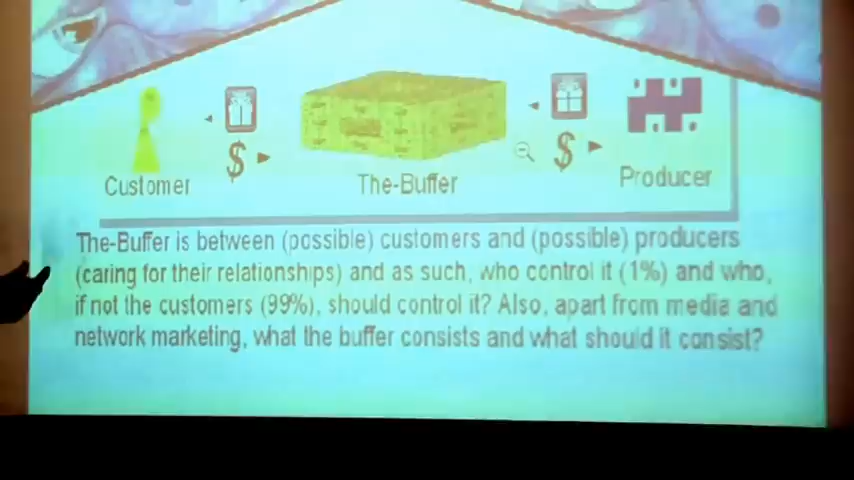 $ $
Customer The-Buffer Producer
The-Buffer is between (possible) customers and (possible) producers
(caring for their relationships) and as such, who control it (1%) and who,
if not the customers (99%), should control it? Also, apart from media and
network marketing, what the buffer consists and what should it consist?